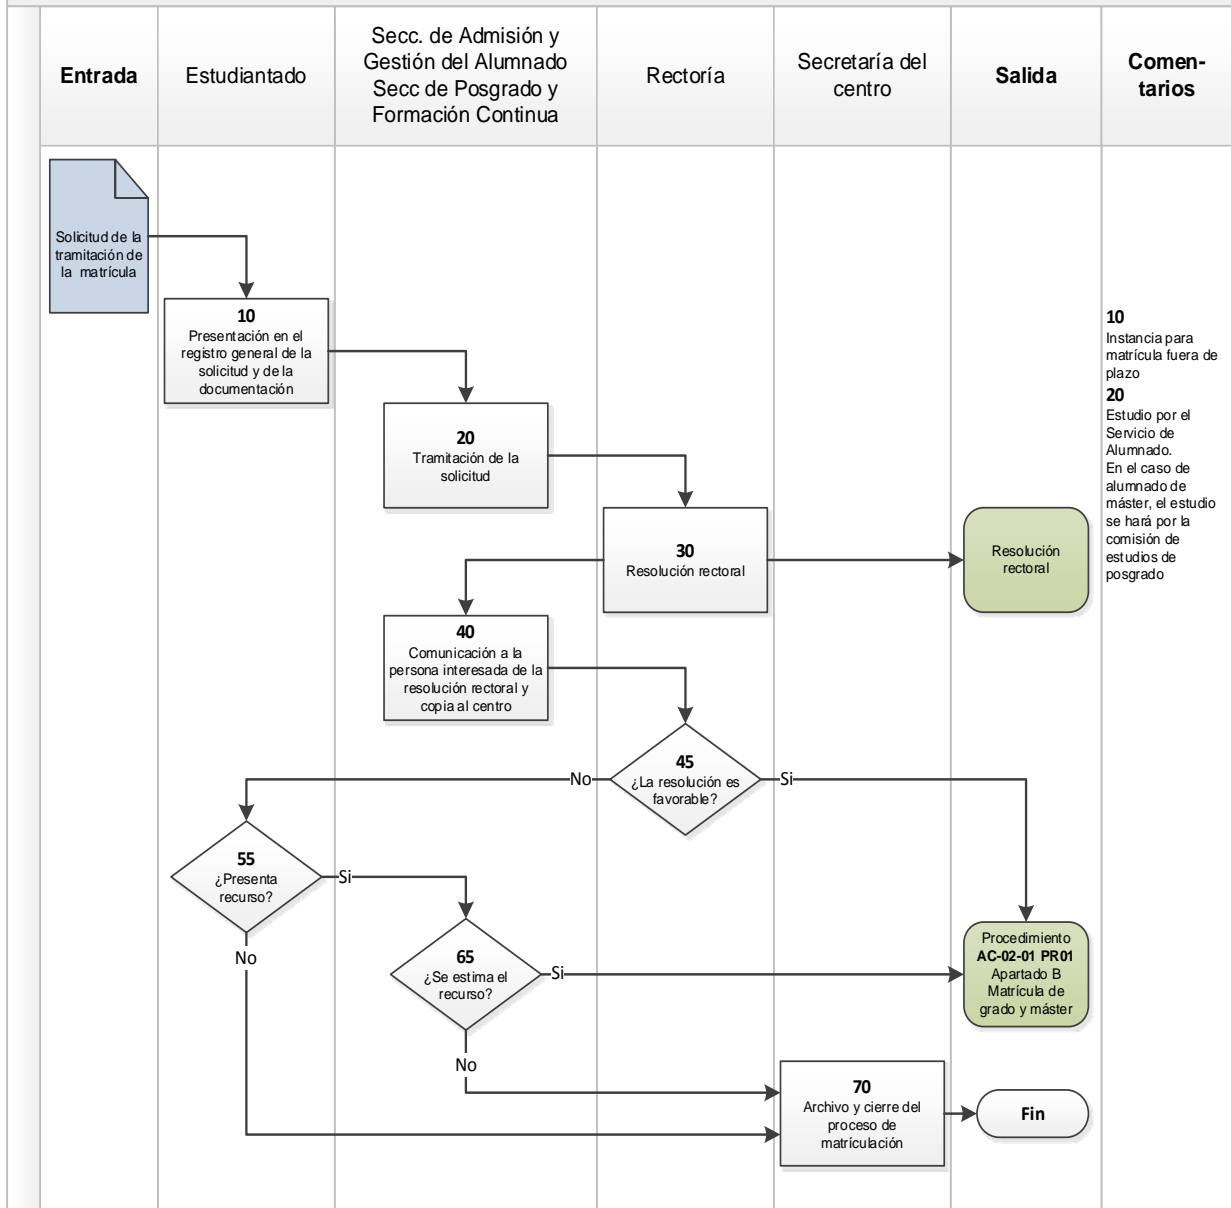 Entrada
Estudiantado
Secc. de Admisión y
Gestión del Alumnado
Secc de Posgrado y
Formación Continua
Rectoría
Secretaría del
centro
Salida
Comen-
tarios
Solicitud de la
tramitación de
la matrícula
10
Presentación en el
registro general de la
solicitud y de la
documentación
20
Tramitación de la
solicitud
30
Resolución rectoral
Resolución
rectoral
40
Comunicación a la
persona interesada de la
resolución rectoral y
copia al centro
45
¿La resolución es
favorable?
No
Si
55
¿Presenta
recurso?
Si
No
65
¿Se estima el
recurso?
Si
No
Procedimiento
AC-02-01 PR01
Apartado B
Matrícula de
grado y máster
70
Archivo y cierre del
proceso de
matrículación
Fin
10
Instancia para
matrícula fuera de
plazo
20
Estudio por el
Servicio de
Alumnado.
En el caso de
alumnado de
máster, el estudio
se hará por la
comisión de
estudios de
posgrado